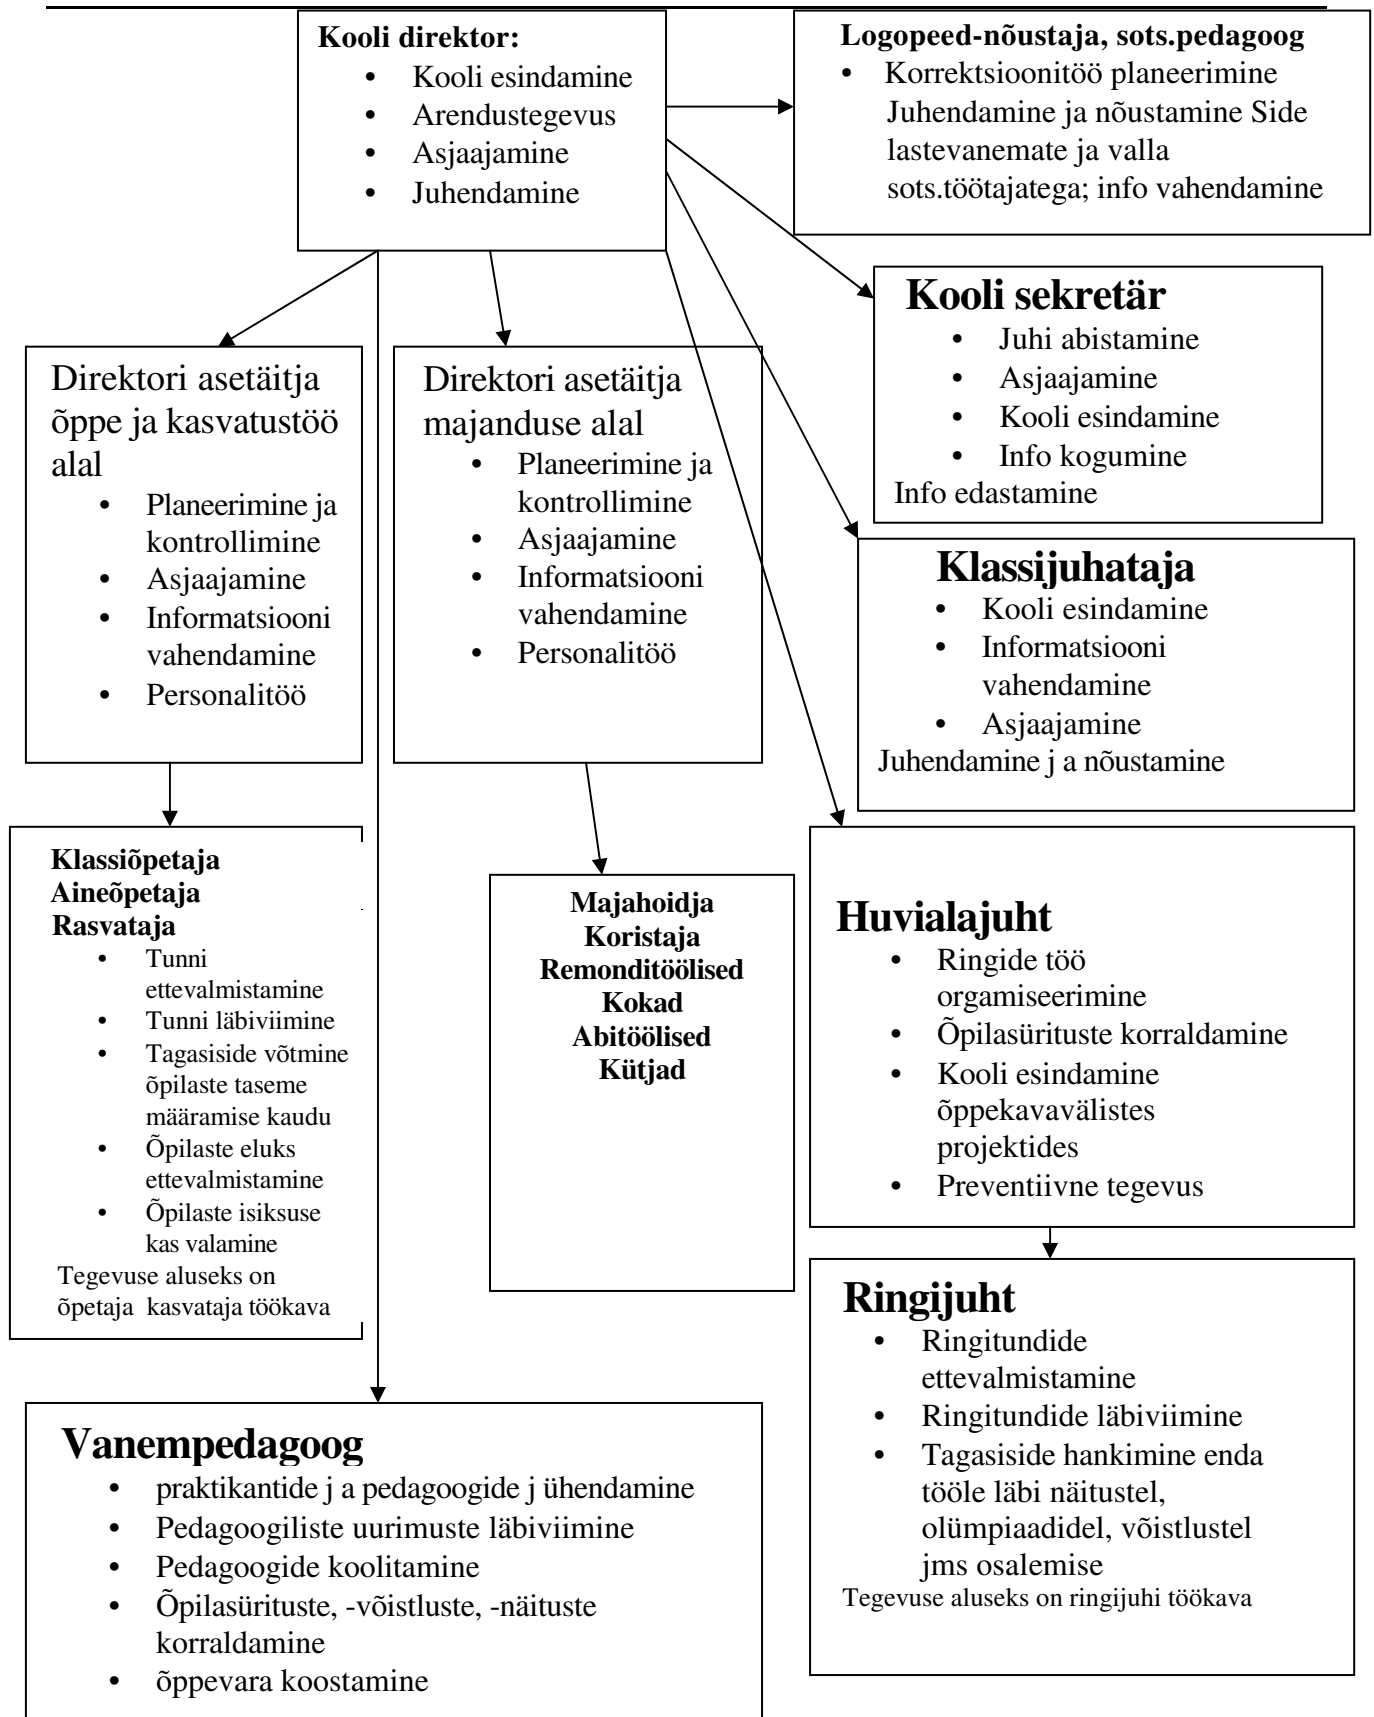 Kooli direktor:
• Kooli esindamine
• Arendustegevus
• Asjaajamine
• Juhendamine
Logopeed-nõustaja, sots.pedagoog
• Korrektsioonitöö planeerimine
Juhendamine ja nõustamine Side
lastevanemate ja valla
sots.töötajatega; info vahendamine
Kooli sekretär
• Juhi abistamine
• Asjaajamine
• Kooli esindamine
• Info kogumine
Info edastamine
Direktori asetäitja
õppe ja kasvatustöö
alal
• Planeerimine ja
kontrollimine
• Asjaajamine
• Informatsiooni
vahendamine
• Personalitöö
Direktori asetäitja
majanduse alal
• Planeerimine ja
kontrollimine
• Asjaajamine
• Informatsiooni
vahendamine
• Personalitöö
Klassijuhataja
• Kooli esindamine
• Informatsiooni
vahendamine
• Asjaajamine
Juhendamine j a nõustamine
Klassiõpetaja
Aineõpetaja
Rasvataja
• Tunni
ettevalmistamine
• Tunni läbiviimine
• Tagasiside võtmine
õpilaste taseme
määramise kaudu
• Õpilaste eluks
ettevalmistamine
• Õpilaste isiksuse
kas valamine
Tegevuse aluseks on
õpetaja kasvataja töökava
Majahoidja
Koristaja
Remonditöölised
Kokad
Abitöölised
Kütjad
Huvialajuht
• Ringide töö
orgamiseerimine
• Õpilasürituste korraldamine
• Kooli esindamine
õppekavavälistes
projektides
• Preventiivne tegevus
Ringijuht
• Ringitundide
ettevalmistamine
• Ringitundide läbiviimine
• Tagasiside hankimine enda
tööle läbi näitustel,
olümpiaadidel, võistlustel
jms osalemise
Tegevuse aluseks on ringijuhi töökava
Vanempedagoog
• praktikantide j a pedagoogide j ühendamine
• Pedagoogiliste uurimuste läbiviimine
• Pedagoogide koolitamine
• Õpilasürituste, -võistluste, -näituste
korraldamine
• õppevara koostamine